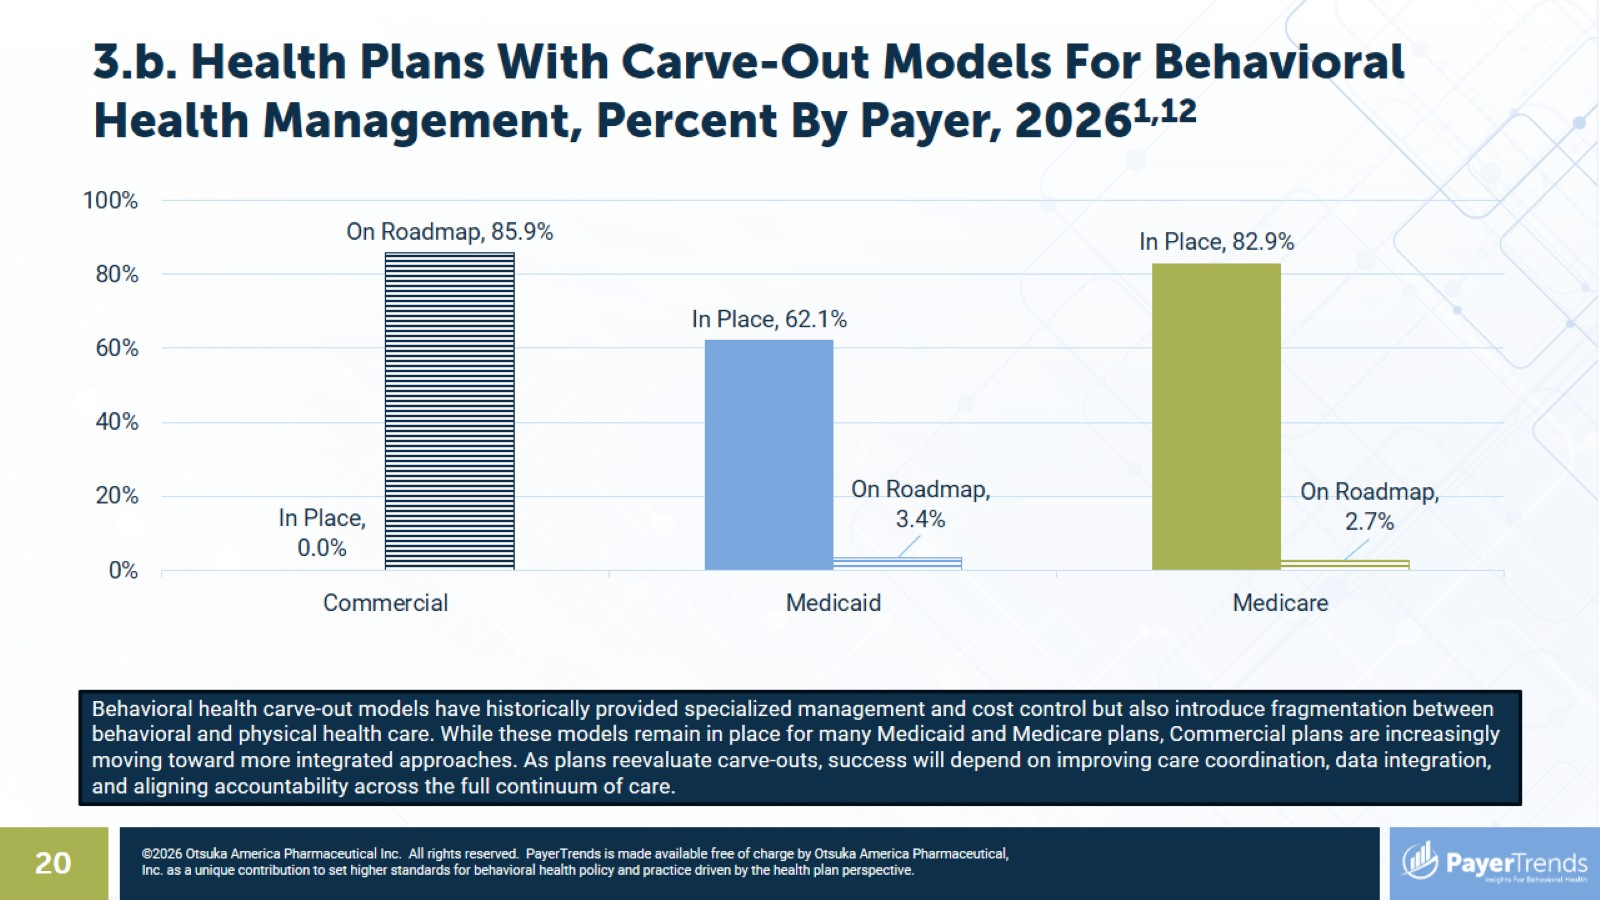 3.b. Health Plans With Carve-Out Models For Behavioral
Health Management, Percent By Payer, 2026¹,¹²
100%
80%
60%
40%
20%
0%
On Roadmap, 85.9%
In Place,
0.0%
In Place, 62.1%
On Roadmap,
3.4%
In Place, 82.9%
On Roadmap,
2.7%
Commercial
Medicaid
Medicare
Behavioral health carve-out models have historically provided specialized management and cost control but also introduce fragmentation between
behavioral and physical health care. While these models remain in place for many Medicaid and Medicare plans, Commercial plans are increasingly
moving toward more integrated approaches. As plans reevaluate carve-outs, success will depend on improving care coordination, data integration,
and aligning accountability across the full continuum of care.
20
©2026 Otsuka America Pharmaceutical Inc. All rights reserved. PayerTrends is made available free of charge by Otsuka America Pharmaceutical,
Inc. as a unique contribution to set higher standards for behavioral health policy and practice driven by the health plan perspective.
PayerTrends
Insights For Behavioral Health